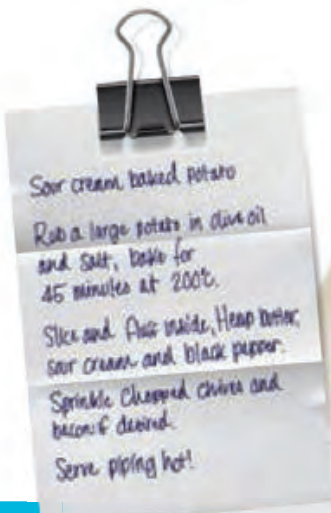 Sour cream baked potato
Rub a large potato in olive oil
and salt, bake for
45 minutes at 200°c.
Slice and fluff inside, Heap butter,
sour cream and black pepper.
Sprinkle Chopped chives and
bacon if desired.
Serve piping hot!